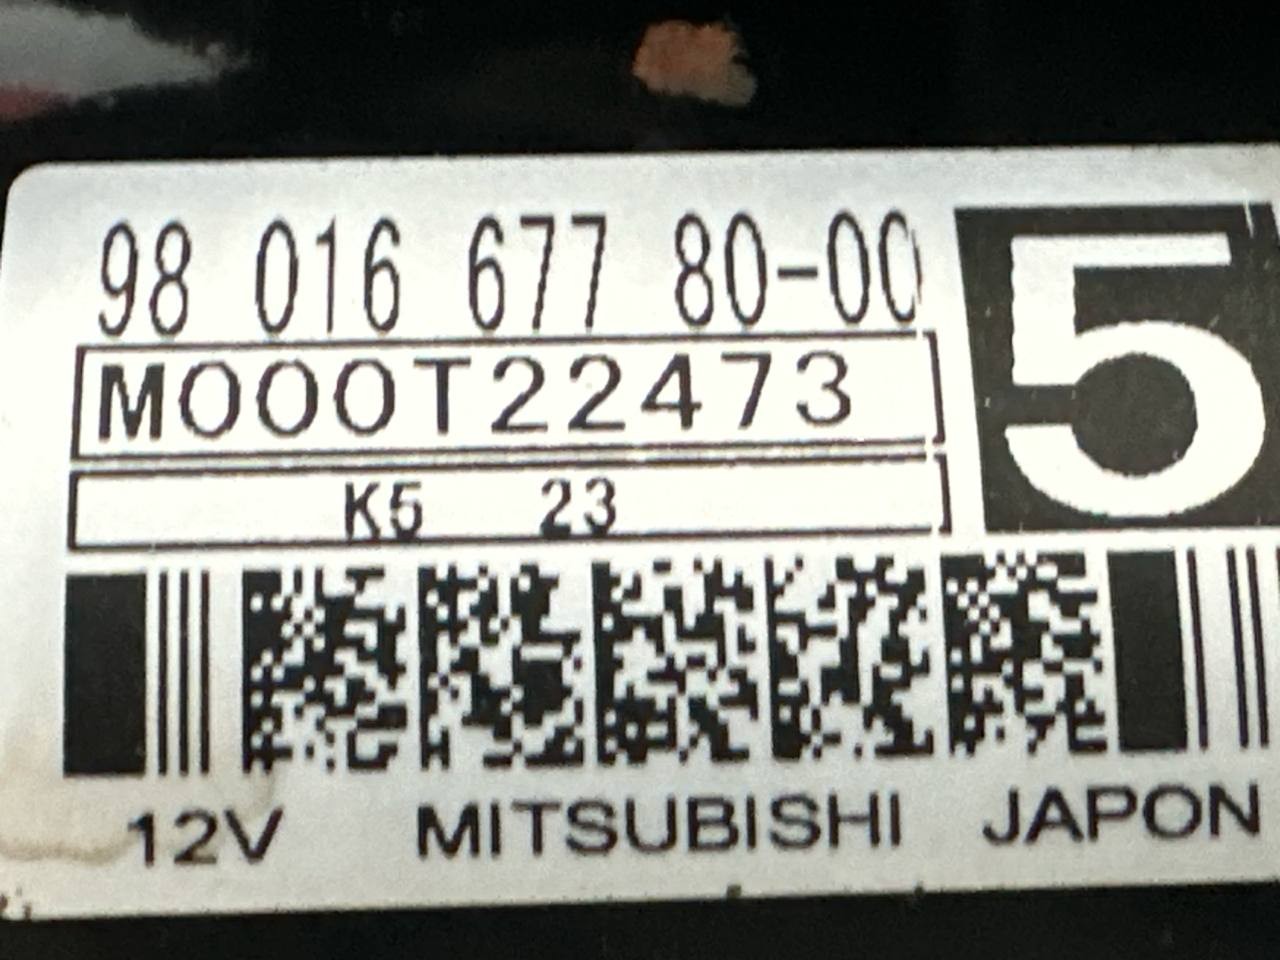 98 016 677 80-00
5
M000T22473
K5 23
12V MITSUBISHI JAPON